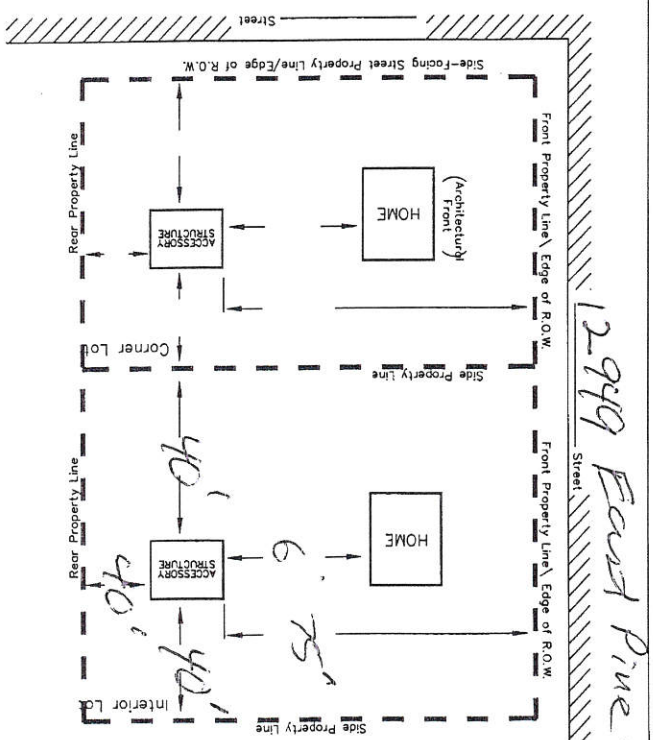 Street
Side-Facing Street Property Line/Edge of R.O.W.
Front Property Line\ Edge of R.O.W.
(Architectural
Front)
HOME
ACCESSORY
STRUCTURE
Rear Property Line
Corner Lot
Side Property Line
Street
East Pine
Front Property Line\ Edge of R.O.W.
HOME
ACCESSORY
STRUCTURE
Rear Property Line
40'
6'
75'
40'
40'
Interior Lot
Side Property Line